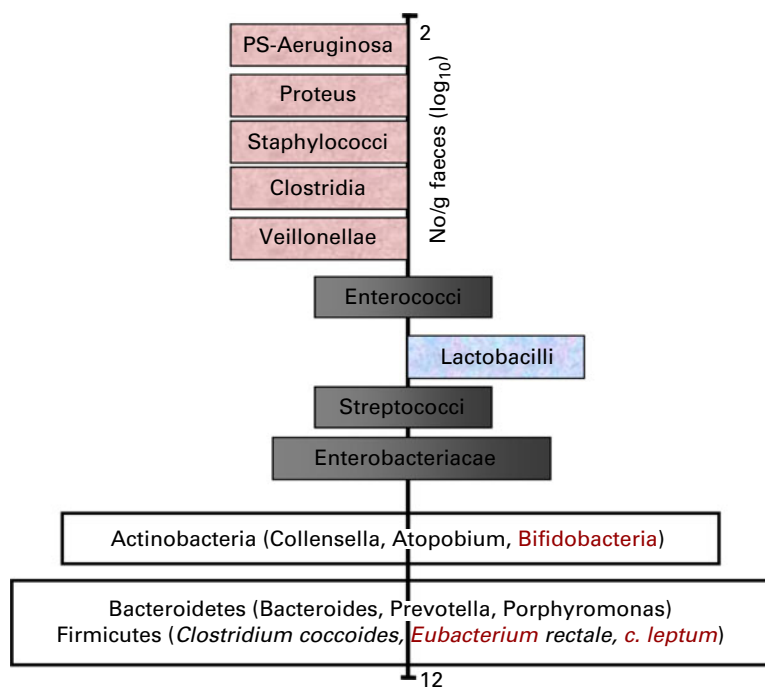 2
PS-Aeruginosa
Proteus
Staphylococci
Clostridia
Veillonellae
No/g faeces (log10)
Enterococci
Lactobacilli
Streptococci
Enterobacteriacae
Actinobacteria (Collensella, Atopobium, Bifidobacteria)
Bacteroidetes (Bacteroides, Prevotella, Porphyromonas)
Firmicutes (Clostridium coccoides, Eubacterium rectale, c. leptum)
12